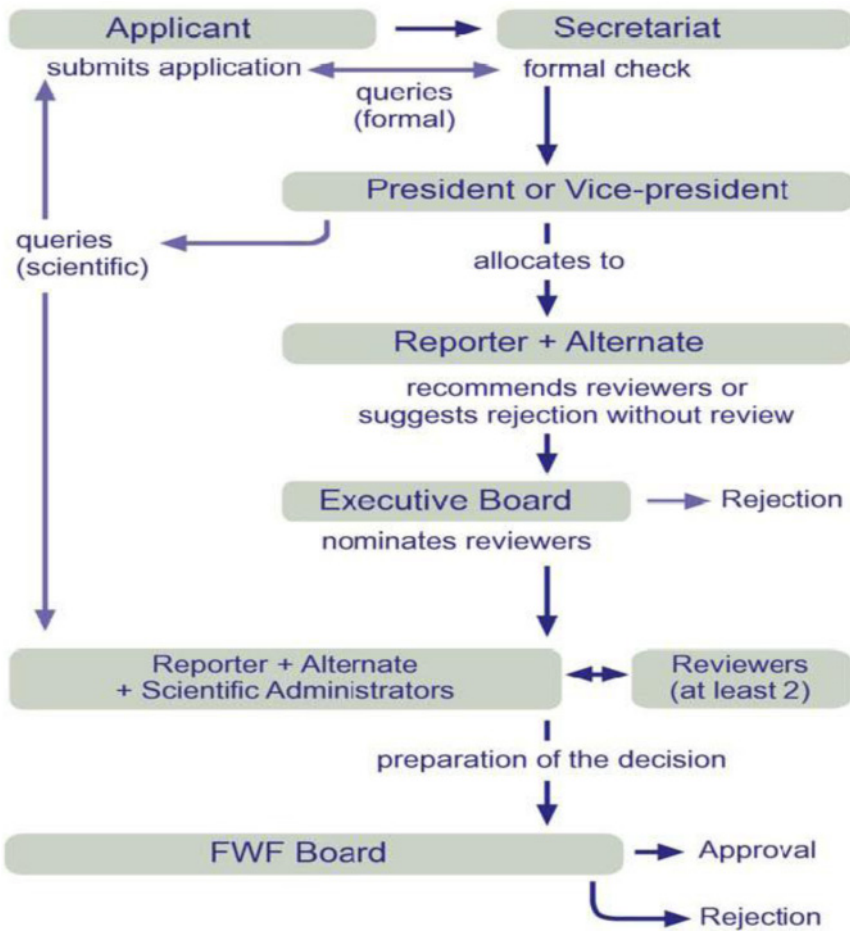 Applicant
Secretariat
submits application
formal check
queries
(formal)
President or Vice-president
queries
(scientific)
allocates to
Reporter + Alternate
recommends reviewers or
suggests rejection without review
Executive Board
Rejection
nominates reviewers
Reporter + Alternate
+ Scientific Administrators
Reviewers
(at least 2)
preparation of the decision
FWF Board
Approval
Rejection